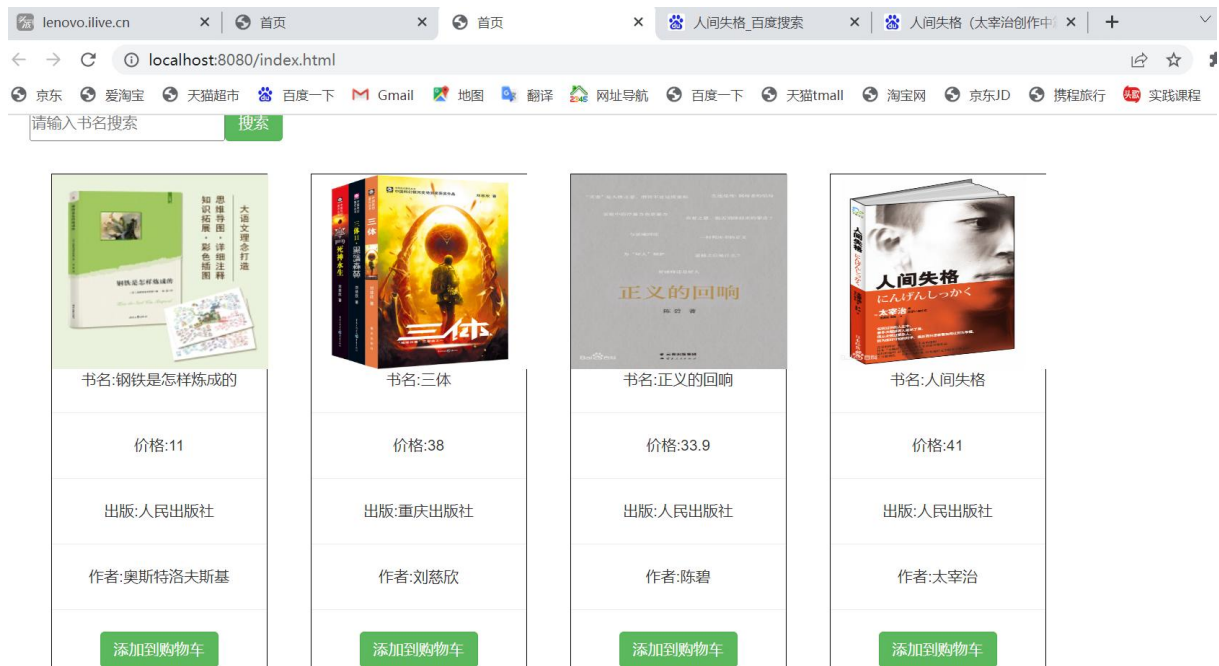 lenovo.ilive.cn
首页
首页
人间失格_百度搜索
人间失格（太宰治创作中
localhost:8080/index.html
京东 爱淘宝 天猫超市 百度一下 Gmail 地图 翻译 网址导航 百度一下 天猫tmall 淘宝网 京东JD 携程旅行 实践课程
请输入书名搜索 搜索
大语文理念打造
思维导图·详细注释
知识拓展·彩色插图
钢铁是怎样炼成的
三体
三体II·黑暗森林
死神永生
三体
正义的回响
陈碧 著
人间失格
人间失格
にんげんしっかく
太宰治
书名:钢铁是怎样炼成的
书名:三体
书名:正义的回响
书名:人间失格
价格:11
价格:38
价格:33.9
价格:41
出版:人民出版社
出版:重庆出版社
出版:人民出版社
出版:人民出版社
作者:奥斯特洛夫斯基
作者:刘慈欣
作者:陈碧
作者:太宰治
添加到购物车
添加到购物车
添加到购物车
添加到购物车